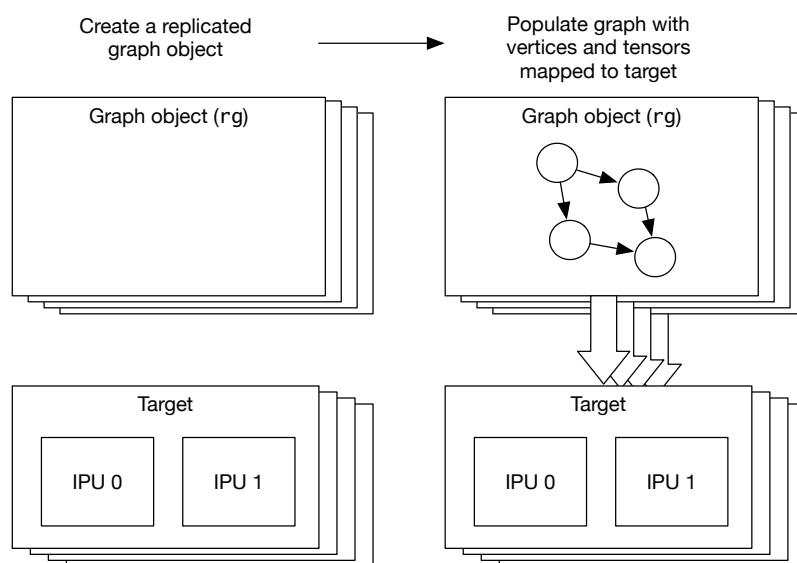 Create a replicated
graph object
Populate graph with
vertices and tensors
mapped to target
Graph object (rg)
Graph object (rg)
Target
IPU 0
IPU 1
Target
IPU 0
IPU 1